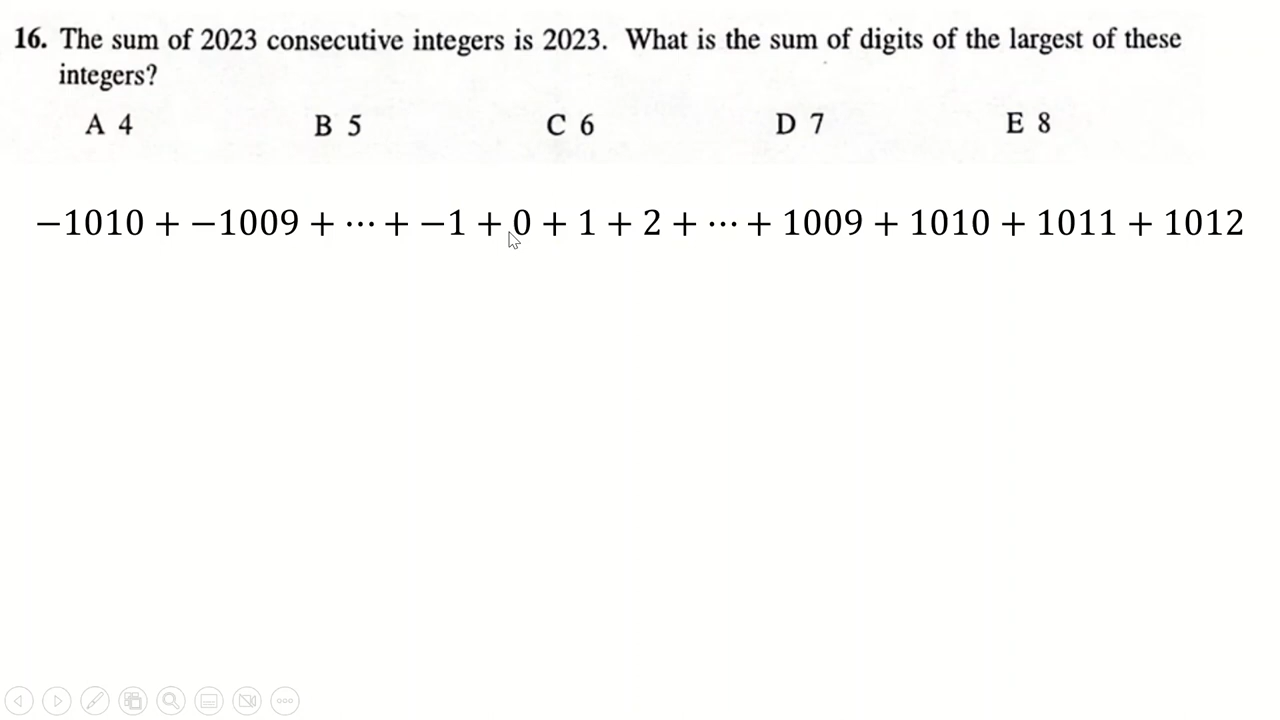 16. The sum of 2023 consecutive integers is 2023. What is the sum of digits of the largest of these
integers?
A 4 B 5 C 6 D 7 E 8
−1010 + −1009 + ⋯ + −1 + 0 + 1 + 2 + ⋯ + 1009 + 1010 + 1011 + 1012